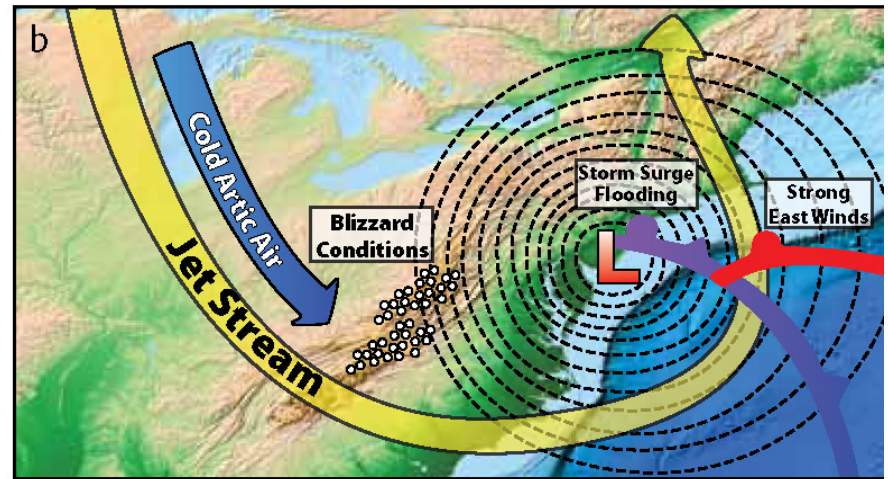 b
Cold Artic Air
Jet Stream
Blizzard
Conditions
Storm Surge
Flooding
Strong
East Winds
L